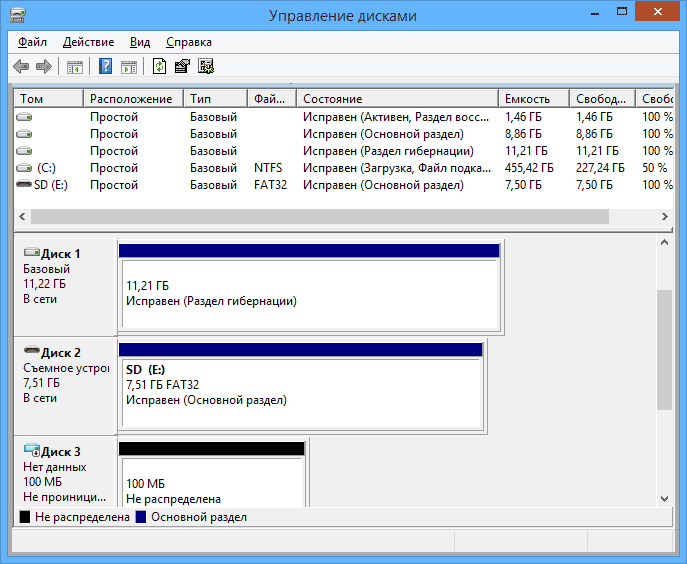 Управление дисками
Файл Действие Вид Справка
Том Расположение Тип Фай... Состояние Емкость Свобод... Свобо
Простой Базовый Исправен (Активен, Раздел восс... 1,46 ГБ 1,46 ГБ 100 %
Простой Базовый Исправен (Основной раздел) 8,86 ГБ 8,86 ГБ 100 %
Простой Базовый Исправен (Раздел гибернации) 11,21 ГБ 11,21 ГБ 100 %
(C:) Простой Базовый NTFS Исправен (Загрузка, Файл подка... 455,42 ГБ 227,24 ГБ 50 %
SD (E:) Простой Базовый FAT32 Исправен (Основной раздел) 7,50 ГБ 7,50 ГБ 100 %
Диск 1
Базовый
11,22 ГБ
В сети
11,21 ГБ
Исправен (Раздел гибернации)
Диск 2
Съемное устрой
7,51 ГБ
В сети
SD (E:)
7,51 ГБ FAT32
Исправен (Основной раздел)
Диск 3
Нет данных
100 МБ
Не проиници...
100 МБ
Не распределена
Не распределена Основной раздел